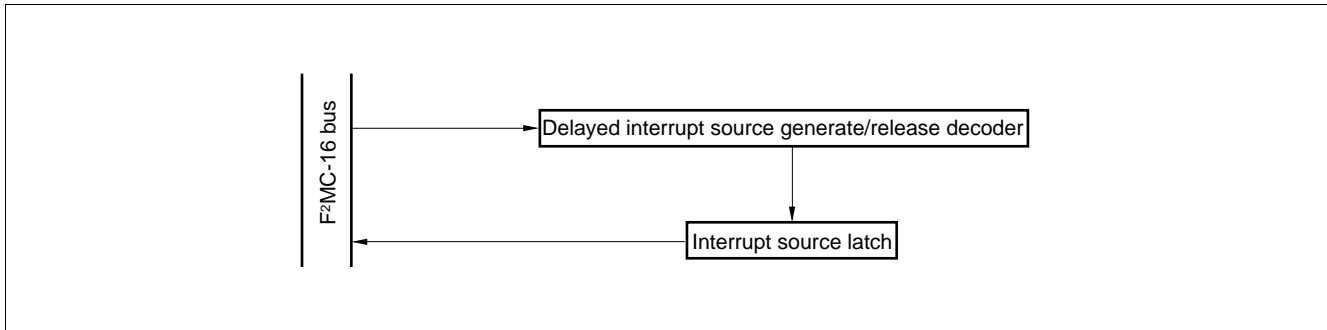 F²MC-16 bus
Delayed interrupt source generate/release decoder
Interrupt source latch